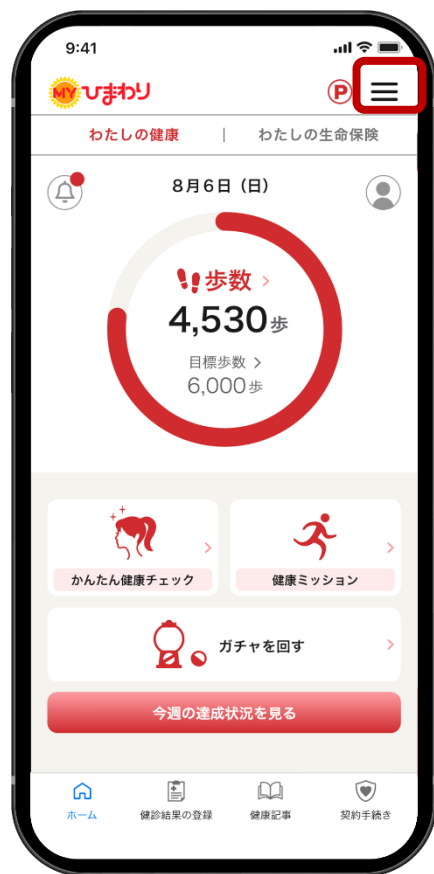 9:41
MYひまわり
P
わたしの健康 | わたしの生命保険
8月6日（日）
歩数 >
4,530歩
目標歩数 >
6,000歩
かんたん健康チェック
健康ミッション
ガチャを回す
今週の達成状況を見る
ホーム 健診結果の登録 健康記事 契約手続き